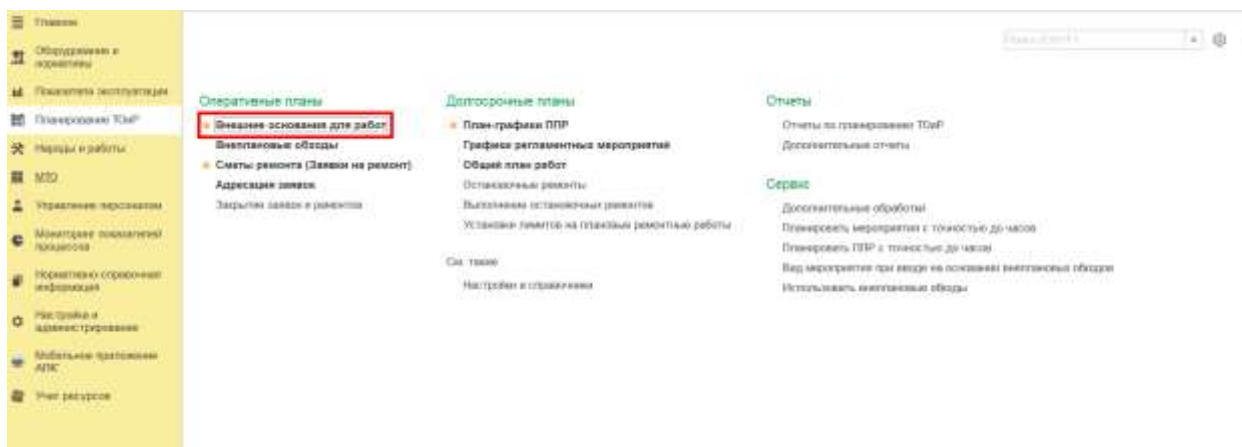 Главное
Оборудование и
нормативы
Показатели эксплуатации
Планирование ТОиР
Наряды и работы
МТО
Управление персоналом
Мониторинг показателей
процессов
Нормативно-справочная
информация
Настройка и
администрирование
Мобильное приложение
Учет ресурсов
Оперативные планы
Внешние основания для работ
Внеплановые обходы
Сметы ремонта (Заявки на ремонт)
Адресация заявок
Закрытие заявок и ремонтов
Долгосрочные планы
План-графики ППР
Графики регламентных мероприятий
Общий план работ
Остановочные ремонты
Выполнение остановочных ремонтов
Установки лимитов на плановые ремонтные работы
См. также
Настройки и справочники
Отчеты
Отчеты по планированию ТОиР
Дополнительные отчеты
Сервис
Дополнительные обработки
Планировать мероприятия с точностью до часов
Планировать ППР с точностью до часов
Вид мероприятия при вводе на основании внеплановых обходов
Использовать внеплановые обходы